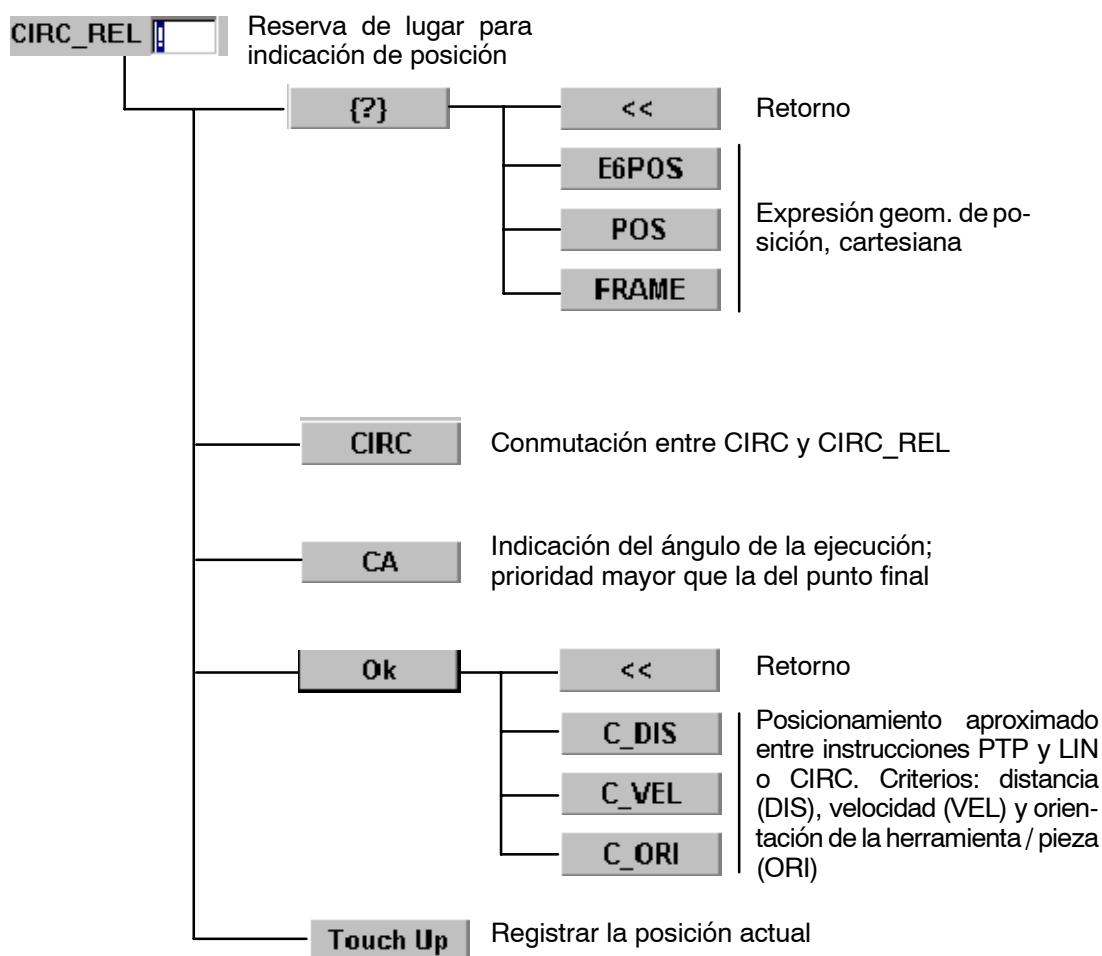 CIRC_REL !
Reserva de lugar para
indicación de posición
{?}
<<
Retorno
E6POS
POS
FRAME
Expresión geom. de po-
sición, cartesiana
CIRC
Conmutación entre CIRC y CIRC_REL
CA
Indicación del ángulo de la ejecución;
prioridad mayor que la del punto final
Ok
<<
Retorno
C_DIS
C_VEL
C_ORI
Posicionamiento aproximado
entre instrucciones PTP y LIN
o CIRC. Criterios: distancia
(DIS), velocidad (VEL) y orien-
tación de la herramienta / pieza
(ORI)
Touch Up
Registrar la posición actual